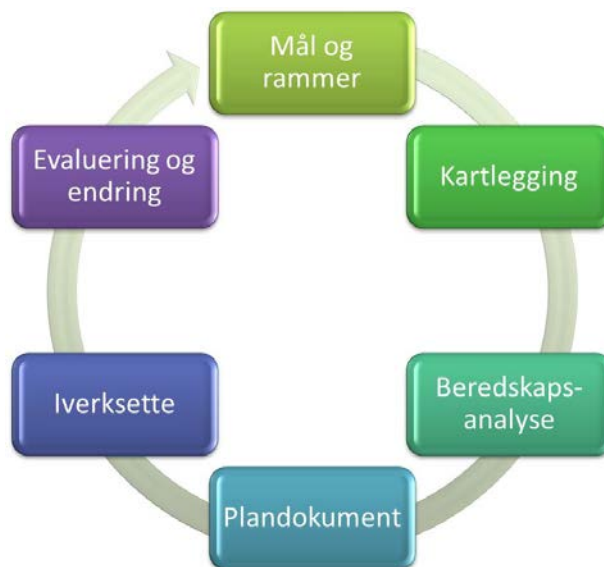 Mål og
rammer
Kartlegging
Beredskaps-
analyse
Plandokument
Iverksette
Evaluering og
endring